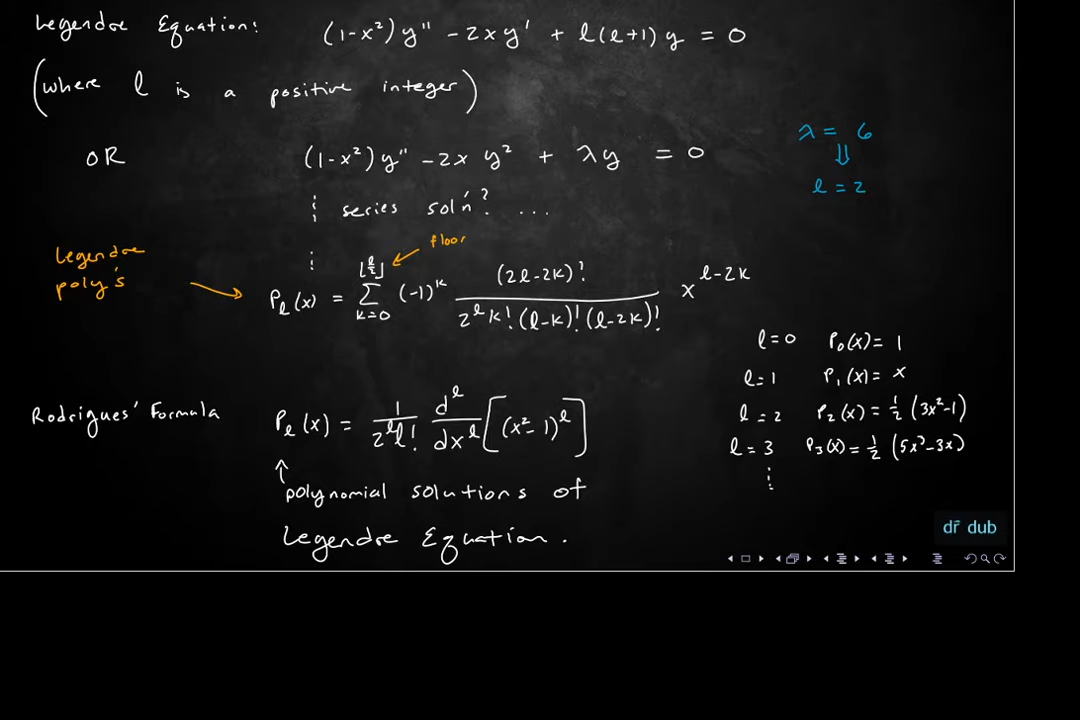 Legendre Equation: (1-x²) y'' - 2x y' + l(l+1) y = 0
(where l is a positive integer)
λ = 6
⇓
OR (1-x²) y'' - 2x y² + λy = 0
l = 2
⋮ series sol'n? ...
floor
Legendre poly's → P_l(x) = ∑_{k=0}^{⌊l/2⌋} (-1)^k (2l-2k)! / (2^l k! (l-k)! (l-2k)!) x^{l-2k}
l=0 P₀(x) = 1
l=1 P₁(x) = x
l=2 P₂(x) = 1/2 (3x²-1)
l=3 P₃(x) = 1/2 (5x³-3x)
⋮
Rodrigues' Formula P_l(x) = 1/(2^l l!) d^l/dx^l [(x²-1)^l]
↑
polynomial solutions of
Legendre Equation.
dr dub